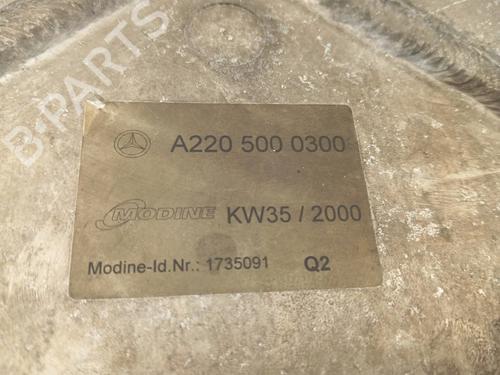 B-PARTS
A220 500 0300
MODINE KW35 / 2000
Modine-Id.Nr.: 1735091 Q2